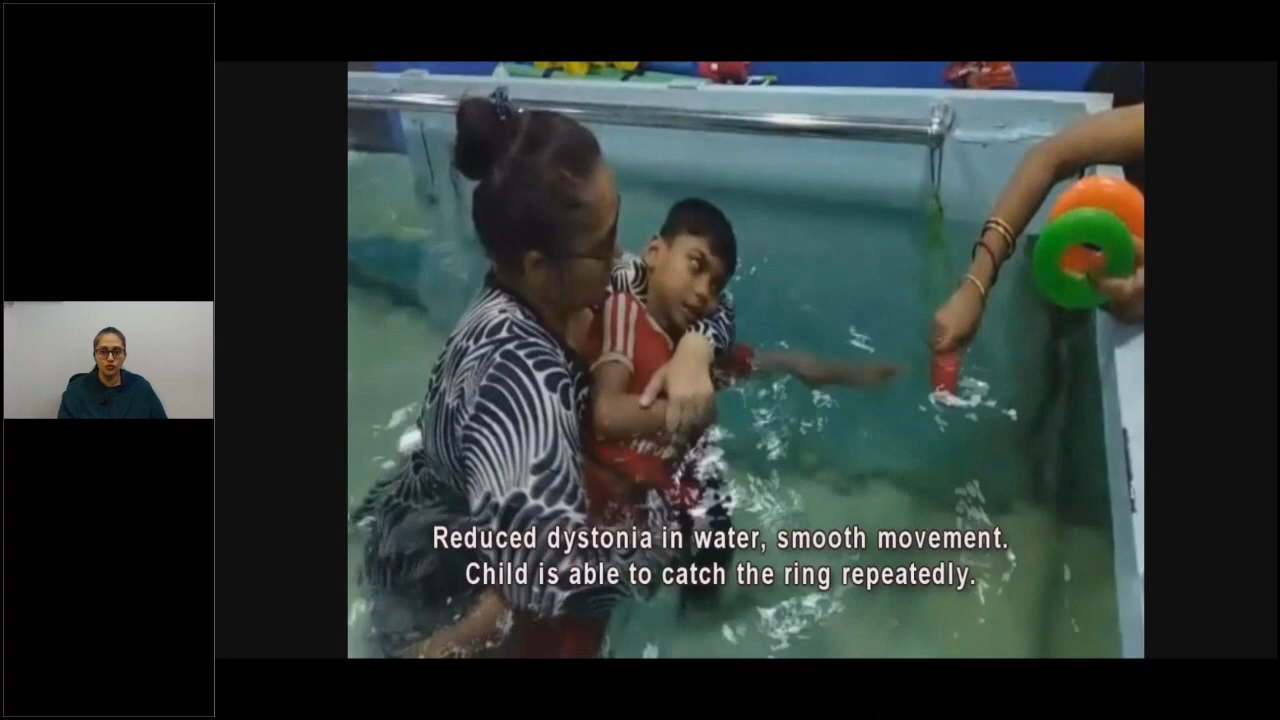 Reduced dystonia in water, smooth movement.
Child is able to catch the ring repeatedly.